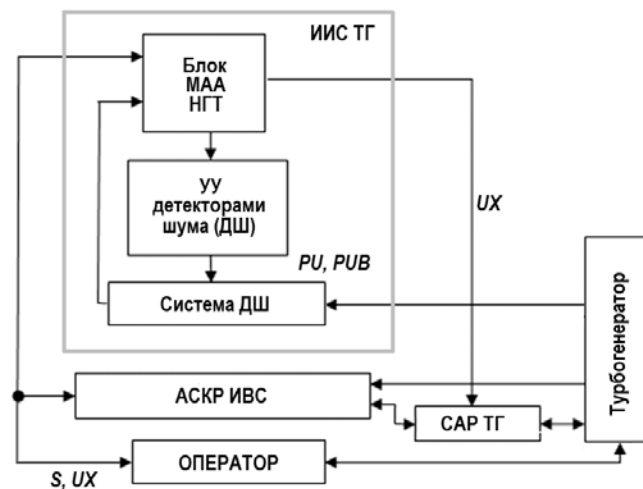 ИИС ТГ
Блок
МАА
НГТ
УУ
детекторами
шума (ДШ)
UX
PU, PUB
Система ДШ
Турбогенератор
АСКР ИВС
САР ТГ
ОПЕРАТОР
S, UX